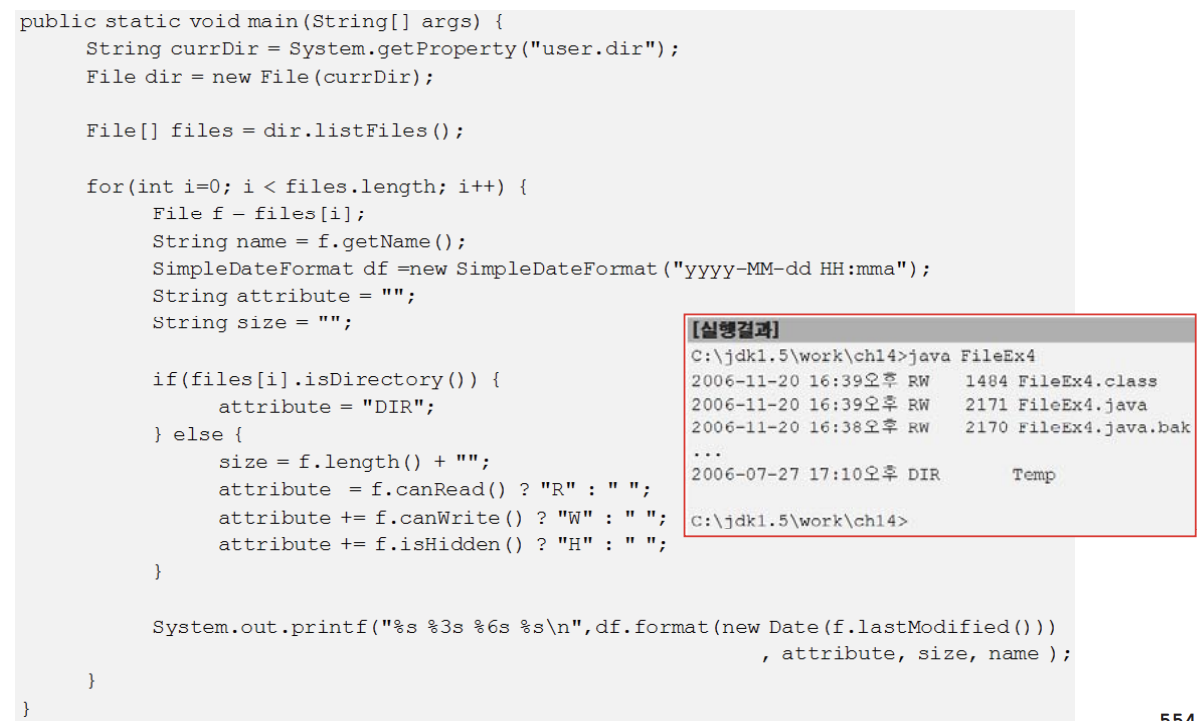 public static void main(String[] args) {
String currDir = System.getProperty("user.dir");
File dir = new File(currDir);
File[] files = dir.listFiles();
for(int i=0; i < files.length; i++) {
File f = files[i];
String name = f.getName();
SimpleDateFormat df =new SimpleDateFormat("yyyy-MM-dd HH:mma");
String attribute = "";
String size = "";
if(files[i].isDirectory()) {
attribute = "DIR";
} else {
size = f.length() + "";
attribute = f.canRead() ? "R" : " ";
attribute += f.canWrite() ? "W" : " ";
attribute += f.isHidden() ? "H" : " ";
}
System.out.printf("%s %3s %6s %s\n",df.format(new Date(f.lastModified()))
, attribute, size, name );
}
}
[실행결과]
C:\jdk1.5\work\ch14>java FileEx4
2006-11-20 16:39오후 RW 1484 FileEx4.class
2006-11-20 16:39오후 RW 2171 FileEx4.java
2006-11-20 16:38오후 RW 2170 FileEx4.java.bak
...
2006-07-27 17:10오후 DIR Temp
C:\jdk1.5\work\ch14>
554